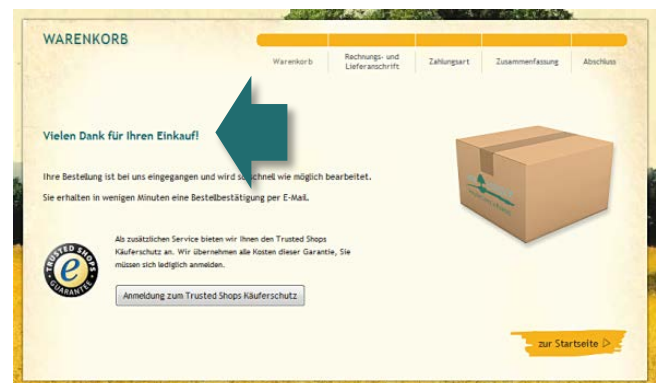 WARENKORB
Warenkorb
Rechnungs- und
Lieferanschrift
Zahlungsart
Zusammenfassung
Abschluss
Vielen Dank für Ihren Einkauf!
Ihre Bestellung ist bei uns eingegangen und wird schnell wie möglich bearbeitet.
Sie erhalten in wenigen Minuten eine Bestellbestätigung per E-Mail.
Als zusätzlichen Service bieten wir Ihnen den Trusted Shops
Käuferschutz an. Wir übernehmen alle Kosten dieser Garantie, Sie
müssen sich lediglich anmelden.
TRUSTED SHOPS
GUARANTEE
Anmeldung zum Trusted Shops Käuferschutz
zur Startseite